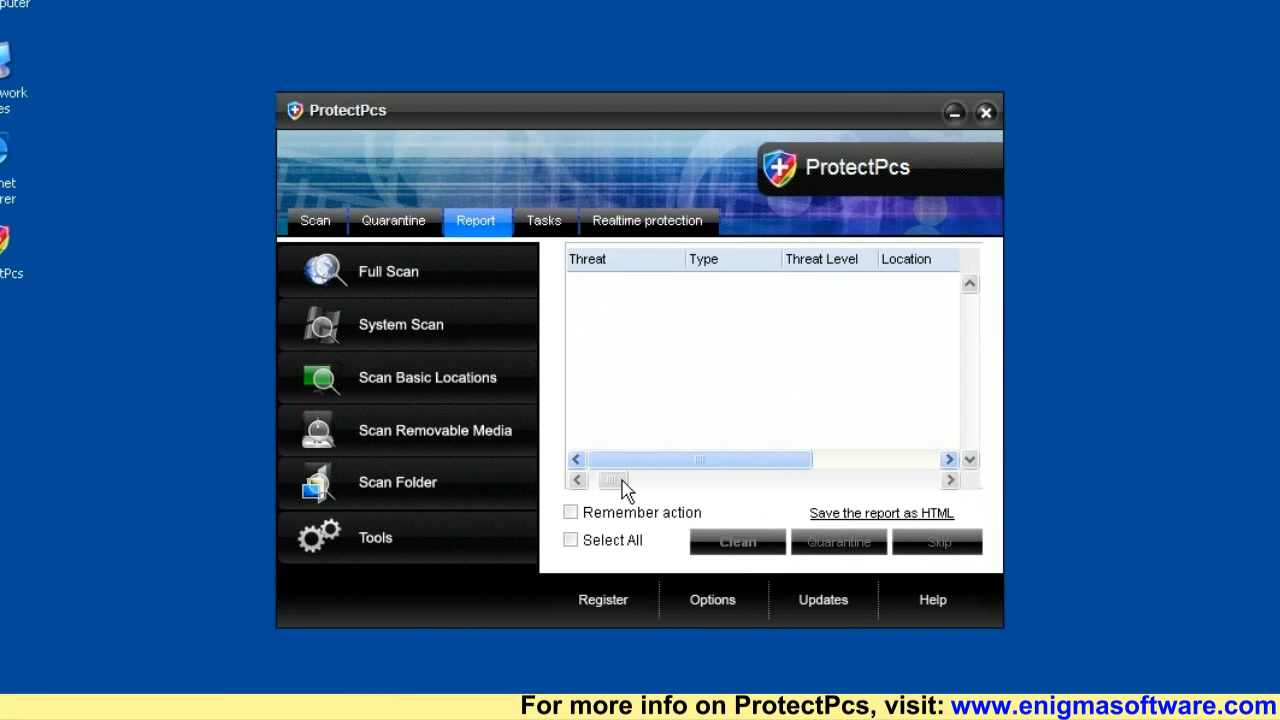 puter
work
es
net
rer
tPcs
ProtectPcs
ProtectPcs
Scan Quarantine Report Tasks Realtime protection
Full Scan
System Scan
Scan Basic Locations
Scan Removable Media
Scan Folder
Tools
Threat Type Threat Level Location
Remember action
Save the report as HTML
Select All
Clean Quarantine Skip
Register Options Updates Help
For more info on ProtectPcs, visit: www.enigmasoftware.com